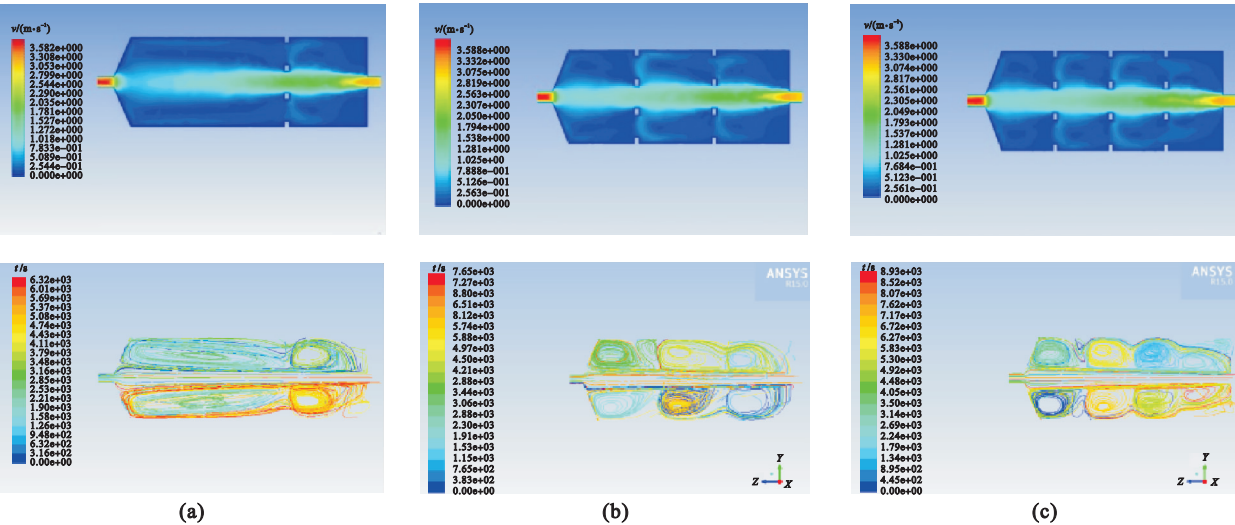 v/(m·s⁻¹)
3.582e+000
3.308e+000
3.053e+000
2.799e+000
2.544e+000
2.290e+000
2.035e+000
1.781e+000
1.527e+000
1.272e+000
1.018e+000
7.833e−001
5.089e−001
2.544e−001
0.000e+000
v/(m·s⁻¹)
3.588e+000
3.332e+000
3.075e+000
2.819e+000
2.563e+000
2.307e+000
2.050e+000
1.794e+000
1.538e+000
1.281e+000
1.025e+00
7.888e−001
5.126e−001
2.563e−001
0.000e+000
v/(m·s⁻¹)
3.588e+000
3.330e+000
3.074e+000
2.817e+000
2.561e+000
2.305e+000
2.049e+000
1.793e+000
1.537e+000
1.281e+000
1.025e+000
7.684e−001
5.123e−001
2.561e−001
0.000e+000
t/s
6.32e+03
6.01e+03
5.69e+03
5.37e+03
5.08e+03
4.74e+03
4.43e+03
4.11e+03
3.79e+03
3.48e+03
3.16e+03
2.85e+03
2.53e+03
2.21e+03
1.90e+03
1.58e+03
1.26e+03
9.48e+02
6.32e+02
3.16e+02
0.00e+00
t/s
7.65e+03
7.27e+03
8.80e+03
6.51e+03
8.12e+03
5.74e+03
5.88e+03
4.97e+03
4.50e+03
4.21e+03
2.88e+03
3.44e+03
3.06e+03
2.88e+03
2.30e+03
1.91e+03
1.53e+03
1.15e+03
7.65e+02
3.83e+02
0.00e+00
ANSYS
R15.0
Y
Z
X
t/s
8.93e+03
8.52e+03
8.07e+03
7.62e+03
7.17e+03
6.72e+03
6.27e+03
5.83e+03
5.30e+03
4.92e+03
4.48e+03
4.05e+03
3.50e+03
3.14e+03
2.69e+03
2.24e+03
1.79e+03
1.34e+03
8.95e+02
4.45e+02
0.00e+00
ANSYS
R15.0
Y
Z
X
(a)
(b)
(c)